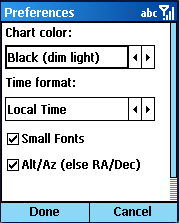 Preferences abc
Chart color:
Black (dim light)
Time format:
Local Time
Small Fonts
Alt/Az (else RA/Dec)
Done Cancel